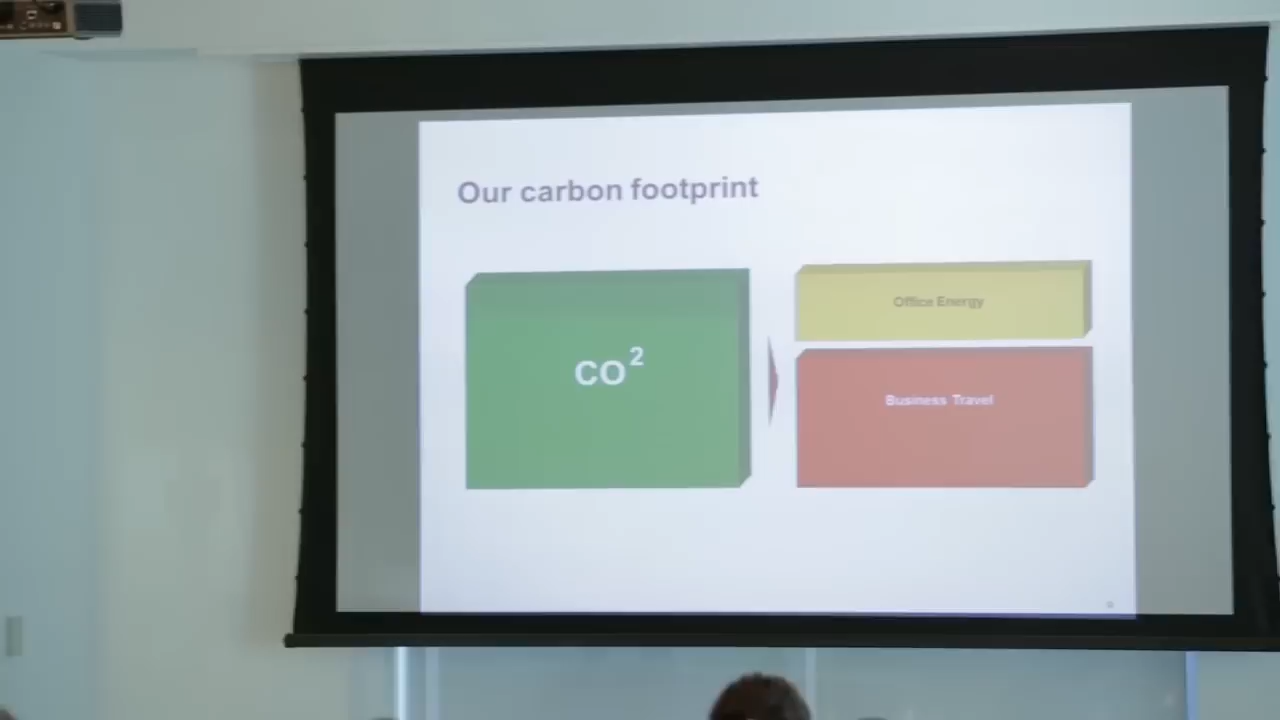 Our carbon footprint
CO²
Office Energy
Business Travel